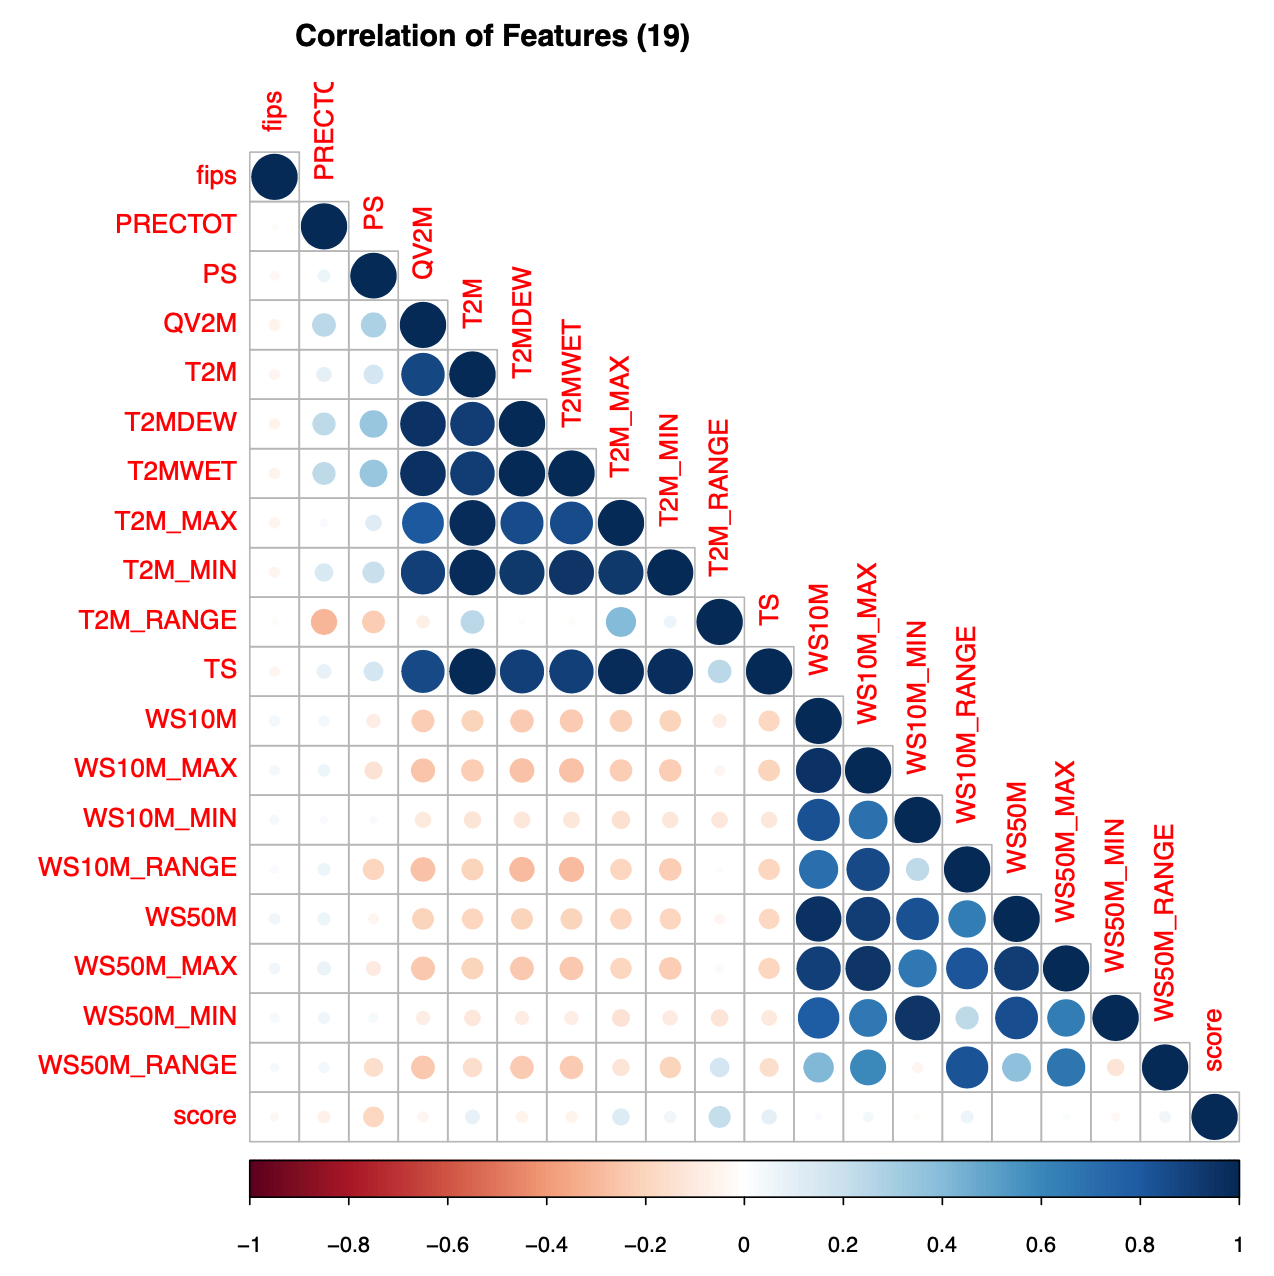 Correlation of Features (19)
fips
PRECTO
PS
QV2M
T2M
T2MDEW
T2MWET
T2M_MAX
T2M_MIN
T2M_RANGE
TS
WS10M
WS10M_MAX
WS10M_MIN
WS10M_RANGE
WS50M
WS50M_MAX
WS50M_MIN
WS50M_RANGE
score
fips
PRECTOT
PS
QV2M
T2M
T2MDEW
T2MWET
T2M_MAX
T2M_MIN
T2M_RANGE
TS
WS10M
WS10M_MAX
WS10M_MIN
WS10M_RANGE
WS50M
WS50M_MAX
WS50M_MIN
WS50M_RANGE
score
−1 −0.8 −0.6 −0.4 −0.2 0 0.2 0.4 0.6 0.8 1